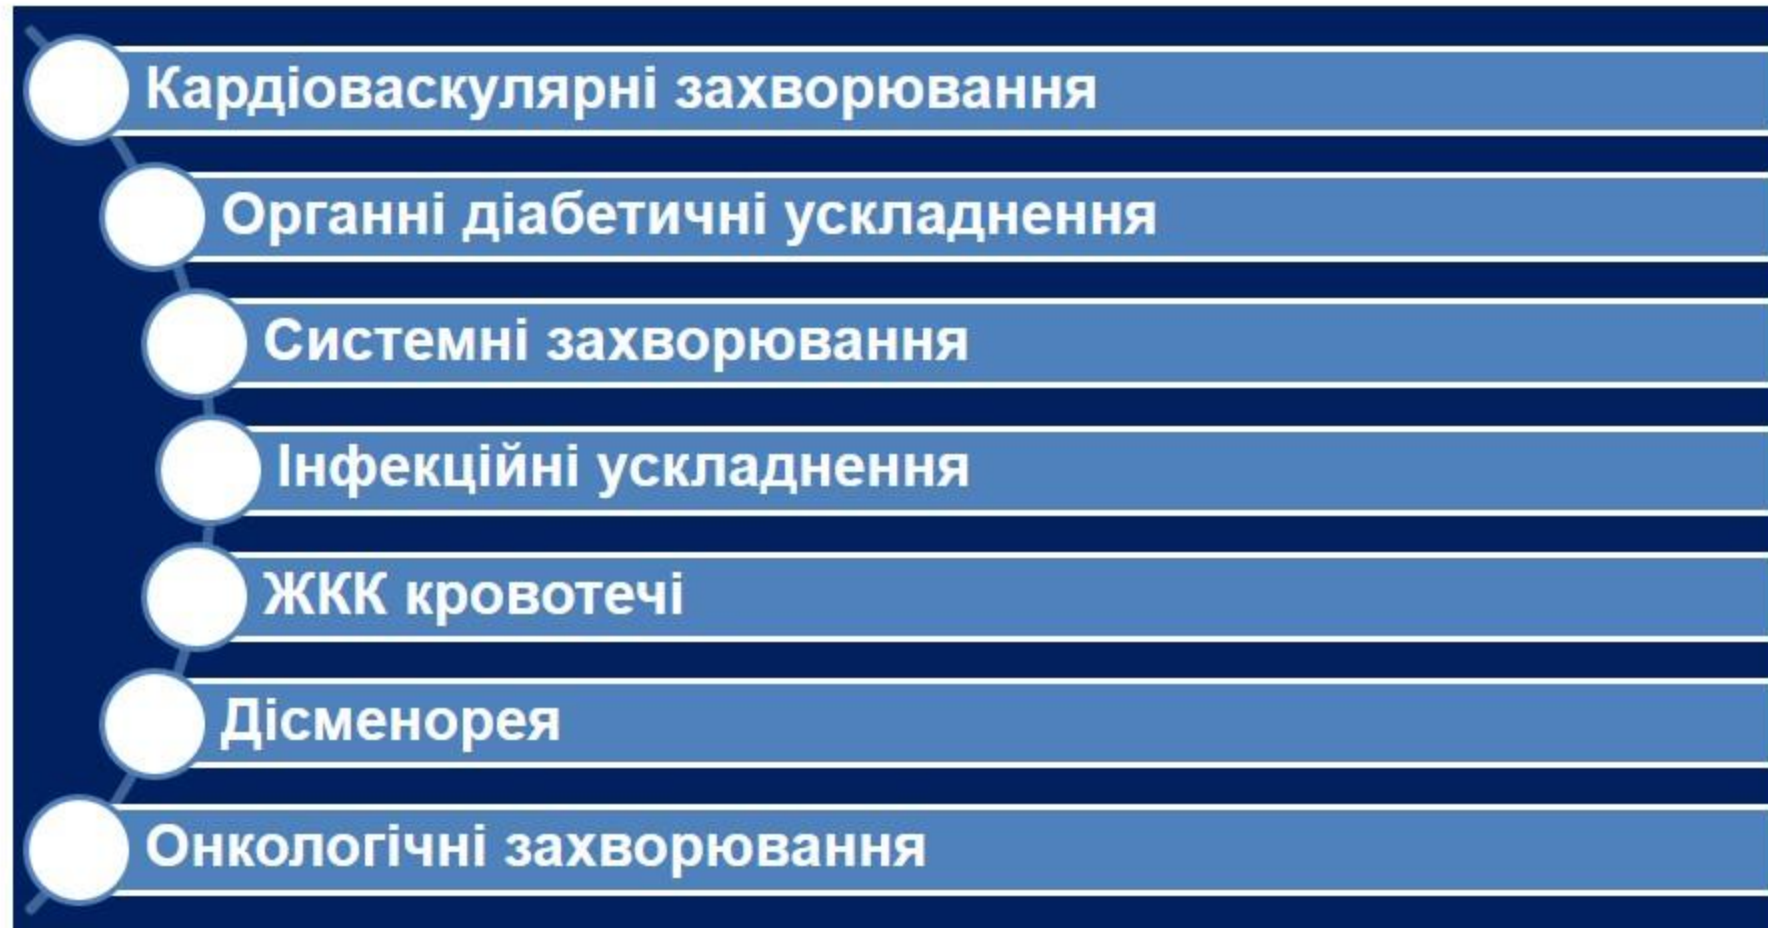 Кардіоваскулярні захворювання
Органні діабетичні ускладнення
Системні захворювання
Інфекційні ускладнення
ЖКК кровотечі
Дісменорея
Онкологічні захворювання